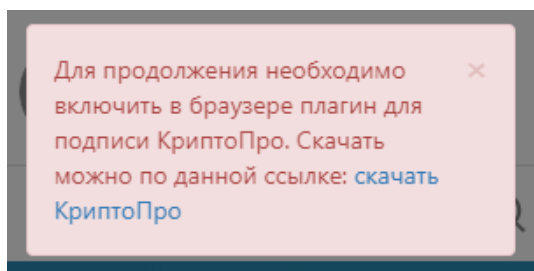 Для продолжения необходимо ×
включить в браузере плагин для
подписи КриптоПро. Скачать
можно по данной ссылке: скачать
КриптоПро